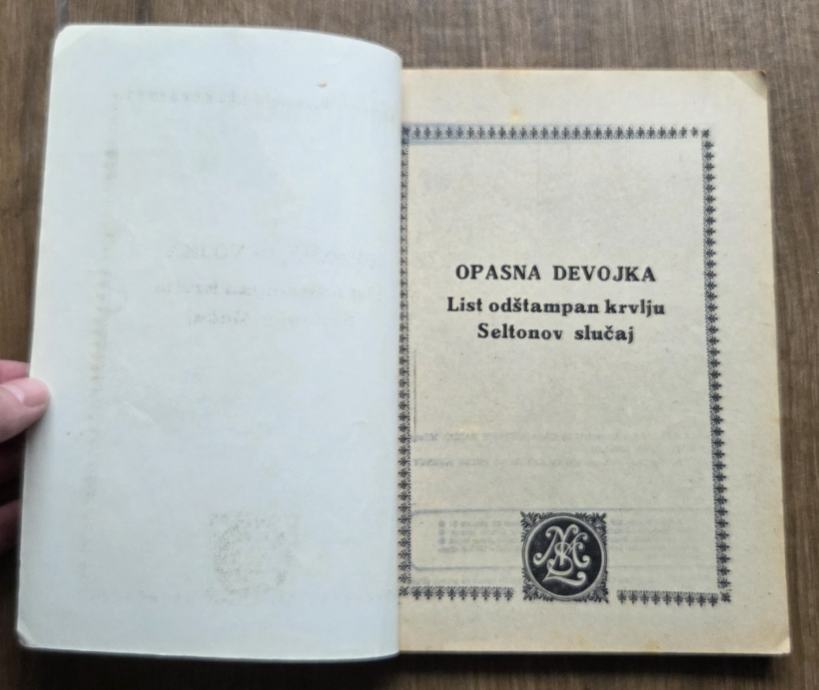 OPASNA DEVOJKA
List odštampan krvlju
Seltonov slučaj